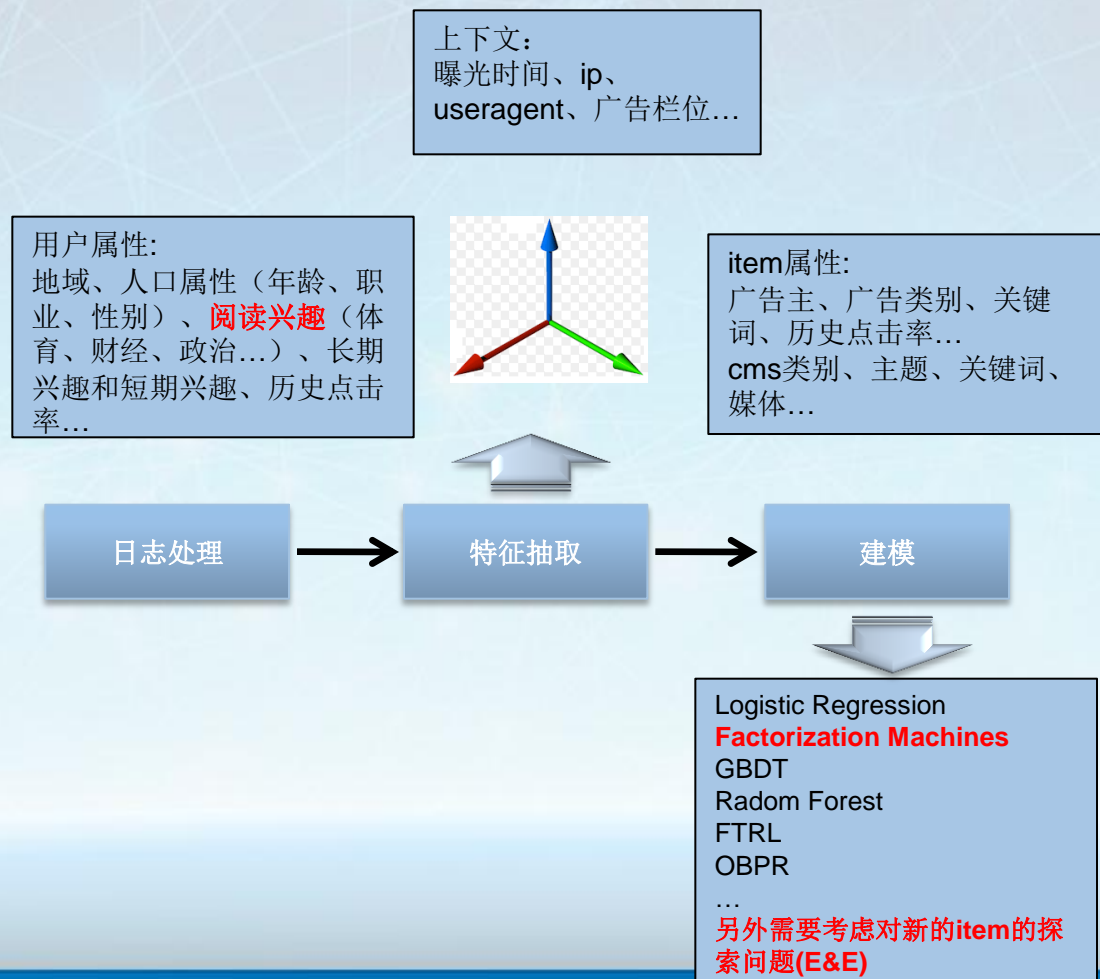 上下文：
曝光时间、ip、
useragent、广告栏位…
用户属性:
地域、人口属性（年龄、职
业、性别）、阅读兴趣（体
育、财经、政治…）、长期
兴趣和短期兴趣、历史点击
率…
item属性:
广告主、广告类别、关键
词、历史点击率…
cms类别、主题、关键词、
媒体…
日志处理
特征抽取
建模
Logistic Regression
Factorization Machines
GBDT
Radom Forest
FTRL
OBPR
…
另外需要考虑对新的item的探
索问题(E&E)